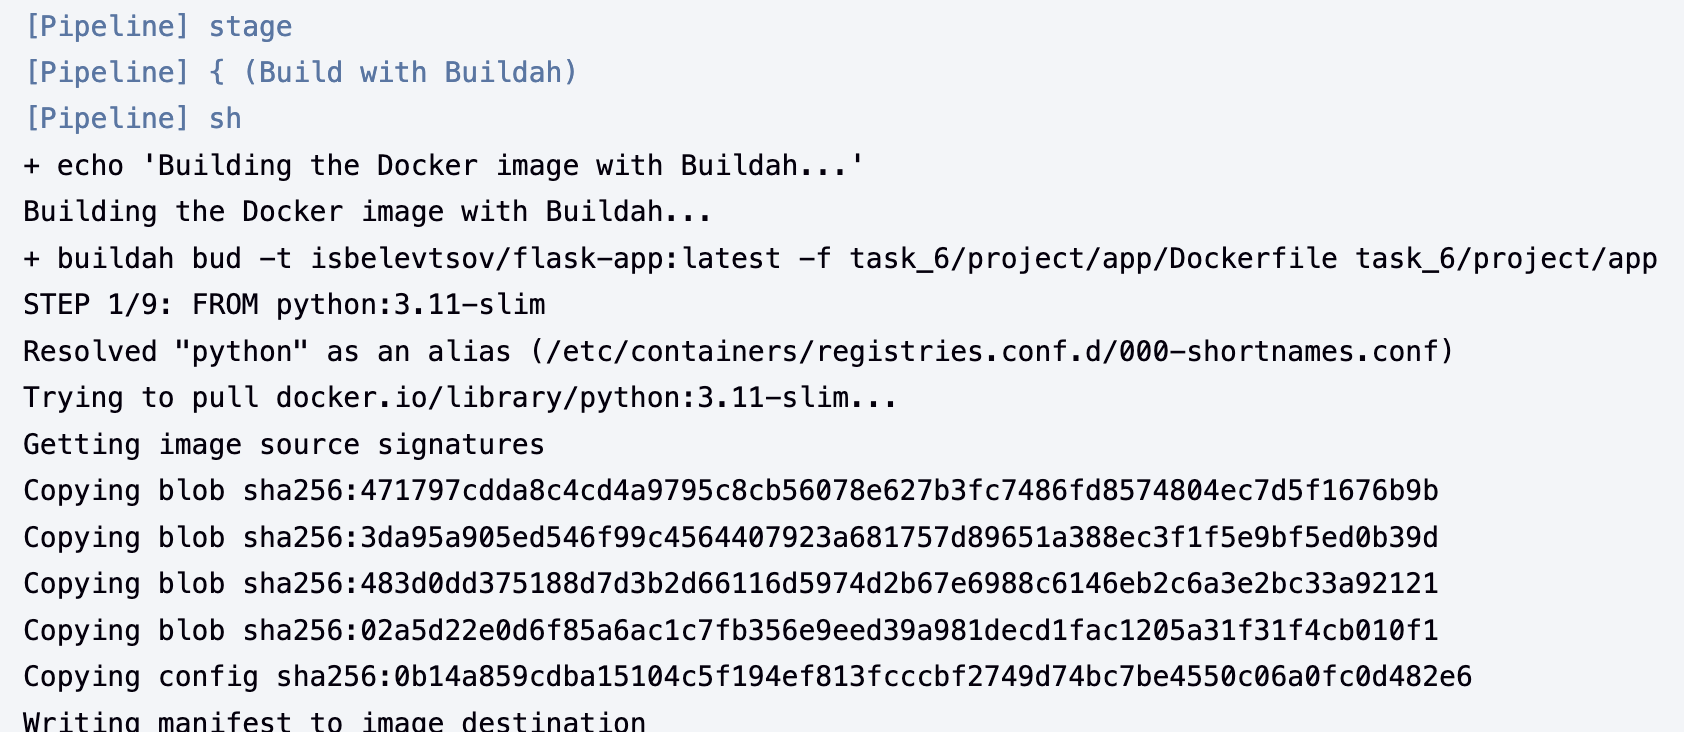 [Pipeline] stage
[Pipeline] { (Build with Buildah)
[Pipeline] sh
+ echo 'Building the Docker image with Buildah...'
Building the Docker image with Buildah...
+ buildah bud -t isbelevtsov/flask-app:latest -f task_6/project/app/Dockerfile task_6/project/app
STEP 1/9: FROM python:3.11-slim
Resolved "python" as an alias (/etc/containers/registries.conf.d/000-shortnames.conf)
Trying to pull docker.io/library/python:3.11-slim...
Getting image source signatures
Copying blob sha256:471797cdda8c4cd4a9795c8cb56078e627b3fc7486fd8574804ec7d5f1676b9b
Copying blob sha256:3da95a905ed546f99c4564407923a681757d89651a388ec3f1f5e9bf5ed0b39d
Copying blob sha256:483d0dd375188d7d3b2d66116d5974d2b67e6988c6146eb2c6a3e2bc33a92121
Copying blob sha256:02a5d22e0d6f85a6ac1c7fb356e9eed39a981decd1fac1205a31f31f4cb010f1
Copying config sha256:0b14a859cdba15104c5f194ef813fcccbf2749d74bc7be4550c06a0fc0d482e6
Writing manifest to image destination